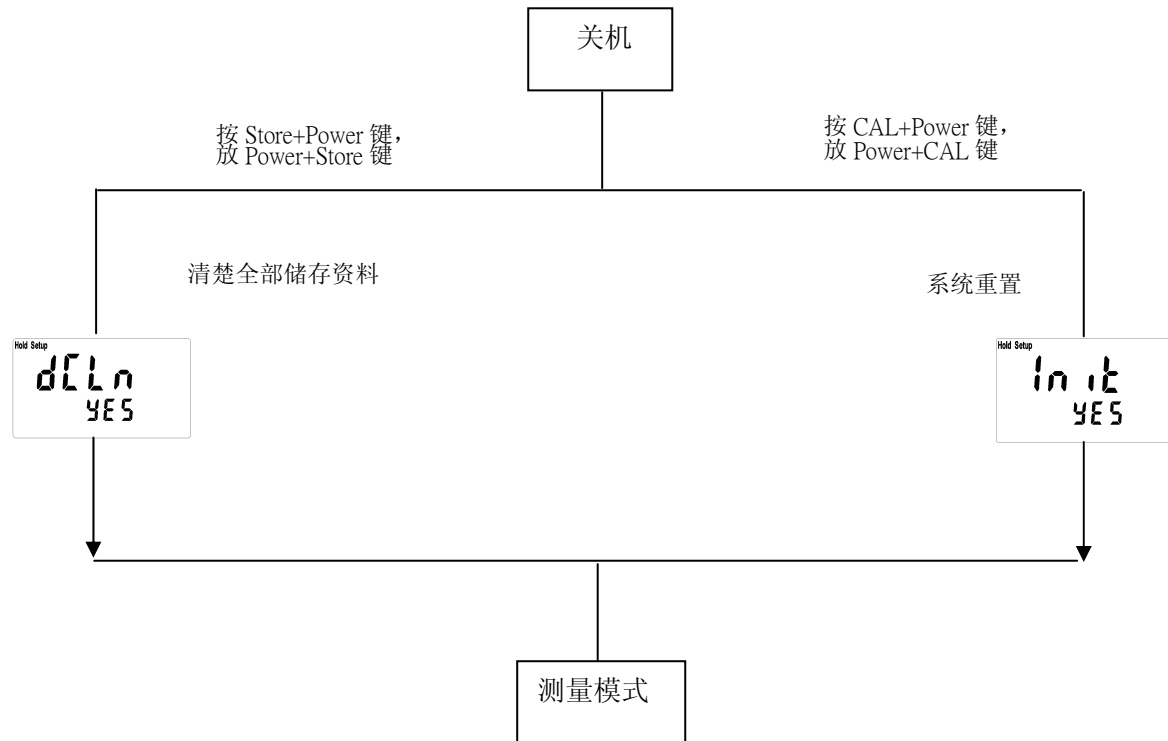 关机
按 Store+Power 键，
放 Power+Store 键
按 CAL+Power 键，
放 Power+CAL 键
清楚全部储存资料
系统重置
Hold Setup
dCLn
YES
Hold Setup
Init
YES
测量模式